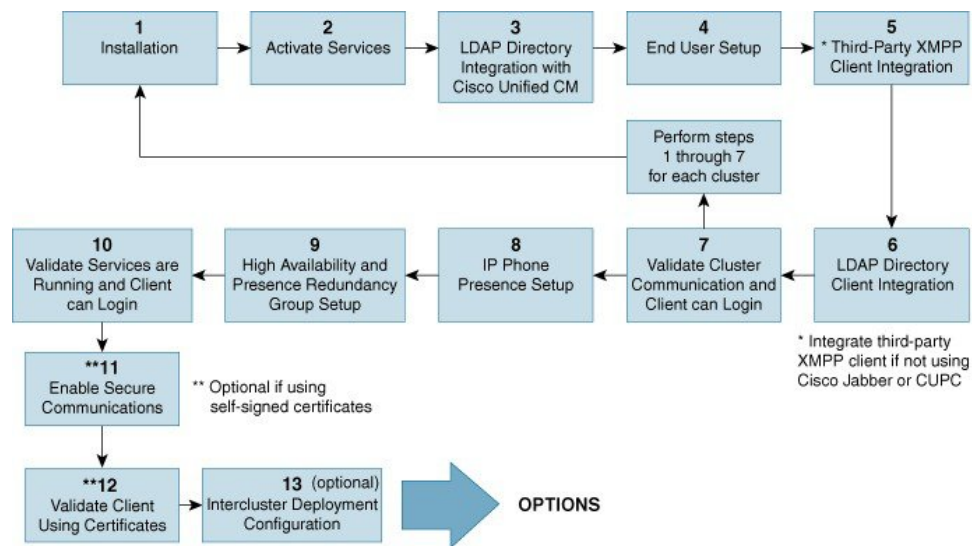 1
Installation
2
Activate Services
3
LDAP Directory
Integration with
Cisco Unified CM
4
End User Setup
5
* Third-Party XMPP
Client Integration
Perform steps
1 through 7
for each cluster
10
Validate Services are
Running and Client
can Login
9
High Availability and
Presence Redundancy
Group Setup
8
IP Phone
Presence Setup
7
Validate Cluster
Communication and
Client can Login
6
LDAP Directory
Client Integration
* Integrate third-party
XMPP client if not using
Cisco Jabber or CUPC
**11
Enable Secure
Communications
** Optional if using
self-signed certificates
**12
Validate Client
Using Certificates
13 (optional)
Intercluster Deployment
Configuration
OPTIONS